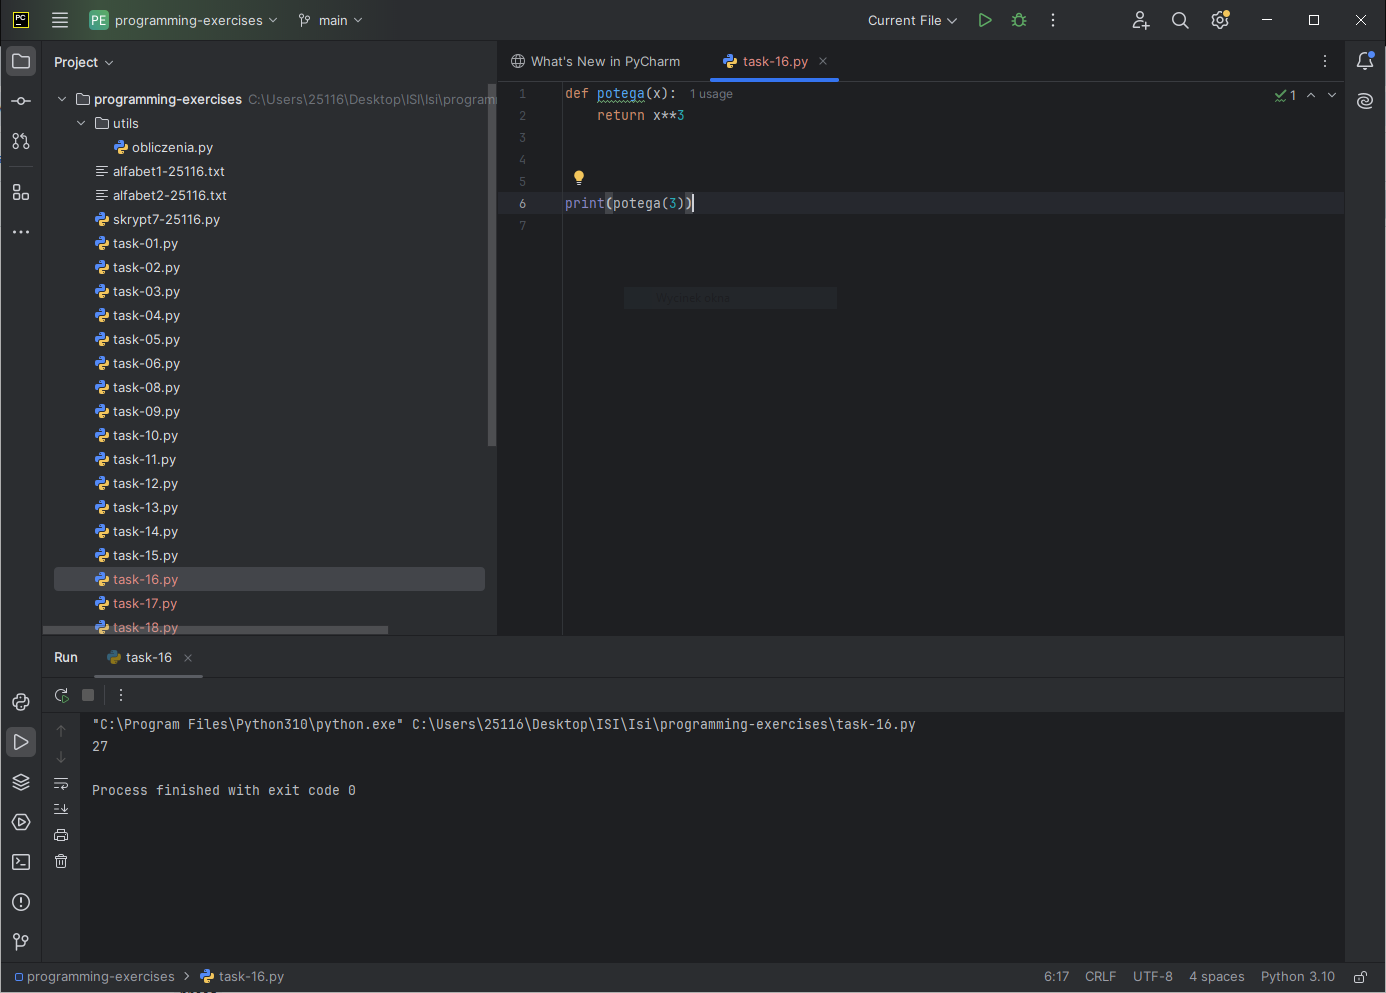 PC
PE programming-exercises main Current File
Project
What's New in PyCharm task-16.py
programming-exercises C:\Users\25116\Desktop\ISI\Isi\program
utils
obliczenia.py
alfabet1-25116.txt
alfabet2-25116.txt
skrypt7-25116.py
task-01.py
task-02.py
task-03.py
task-04.py
task-05.py
task-06.py
task-08.py
task-09.py
task-10.py
task-11.py
task-12.py
task-13.py
task-14.py
task-15.py
task-16.py
task-17.py
task-18.py
1 def potega(x): 1 usage
2 return x**3
3
4
5
6 print(potega(3))
7
1
Wycinek okna
Run task-16
"C:\Program Files\Python310\python.exe" C:\Users\25116\Desktop\ISI\Isi\programming-exercises\task-16.py
27
Process finished with exit code 0
programming-exercises > task-16.py 6:17 CRLF UTF-8 4 spaces Python 3.10